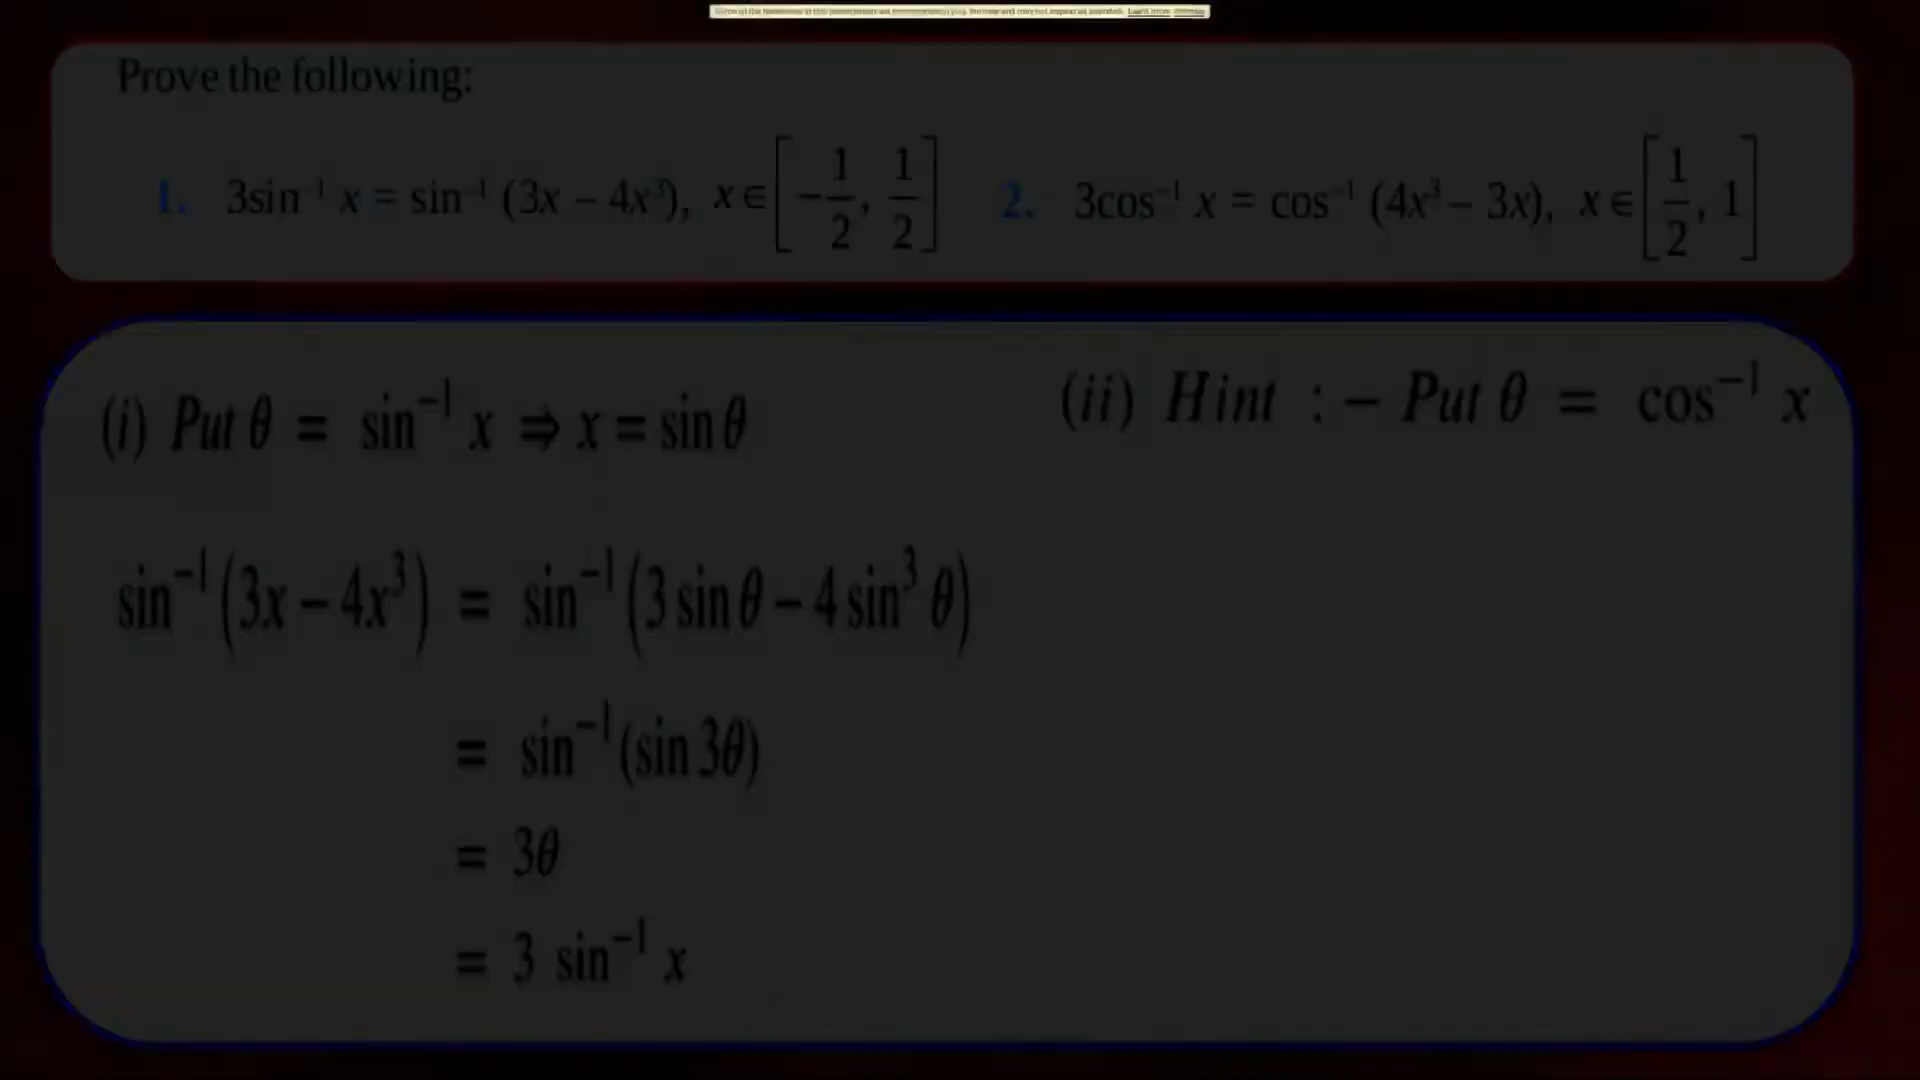 Prove the following:
1. 3sin⁻¹ x = sin⁻¹ (3x – 4x³), x ∈ [–1/2, 1/2]
2. 3cos⁻¹ x = cos⁻¹ (4x³ – 3x), x ∈ [1/2, 1]
(i) Put θ = sin⁻¹ x ⇒ x = sin θ
sin⁻¹(3x – 4x³) = sin⁻¹(3 sin θ – 4 sin³ θ)
= sin⁻¹(sin 3θ)
= 3θ
= 3 sin⁻¹ x
(ii) Hint :– Put θ = cos⁻¹ x